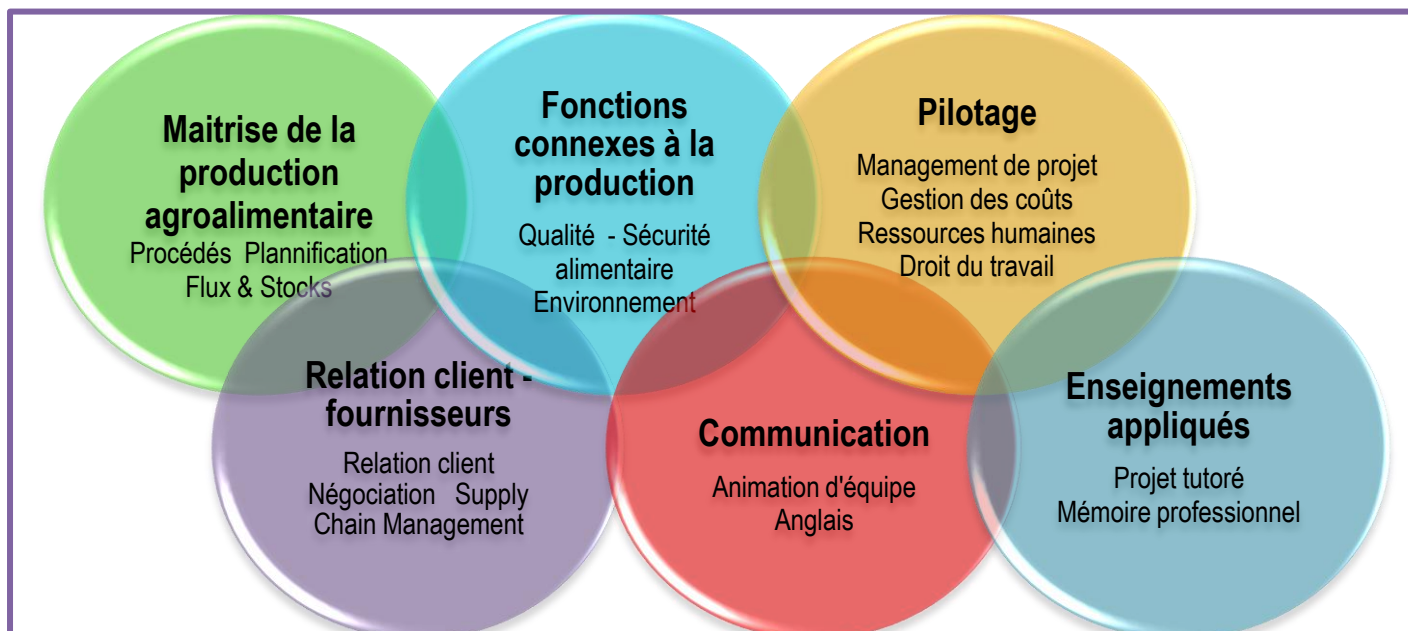 Maitrise de la
production
agroalimentaire
Procédés Plannification
Flux & Stocks
Fonctions
connexes à la
production
Qualité - Sécurité
alimentaire
Environnement
Pilotage
Management de projet
Gestion des coûts
Ressources humaines
Droit du travail
Relation client -
fournisseurs
Relation client
Négociation Supply
Chain Management
Communication
Animation d'équipe
Anglais
Enseignements
appliqués
Projet tutoré
Mémoire professionnel